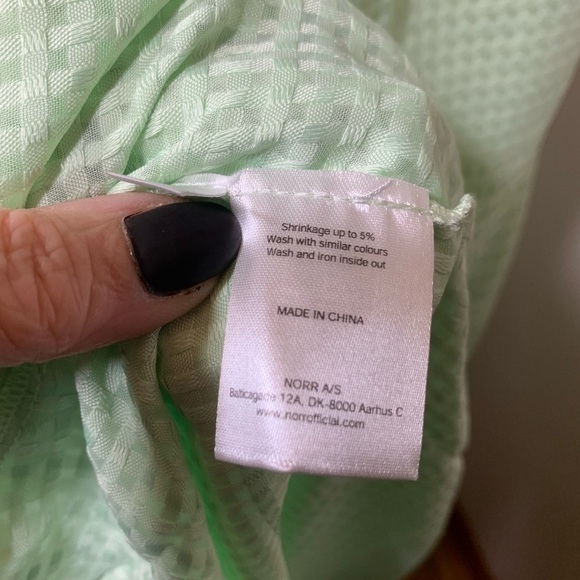 Shrinkage up to 5%
Wash with similar colours
Wash and iron inside out
MADE IN CHINA
NORR A/S
Balticagade 12A, DK-8000 Aarhus C
www.norrofficial.com